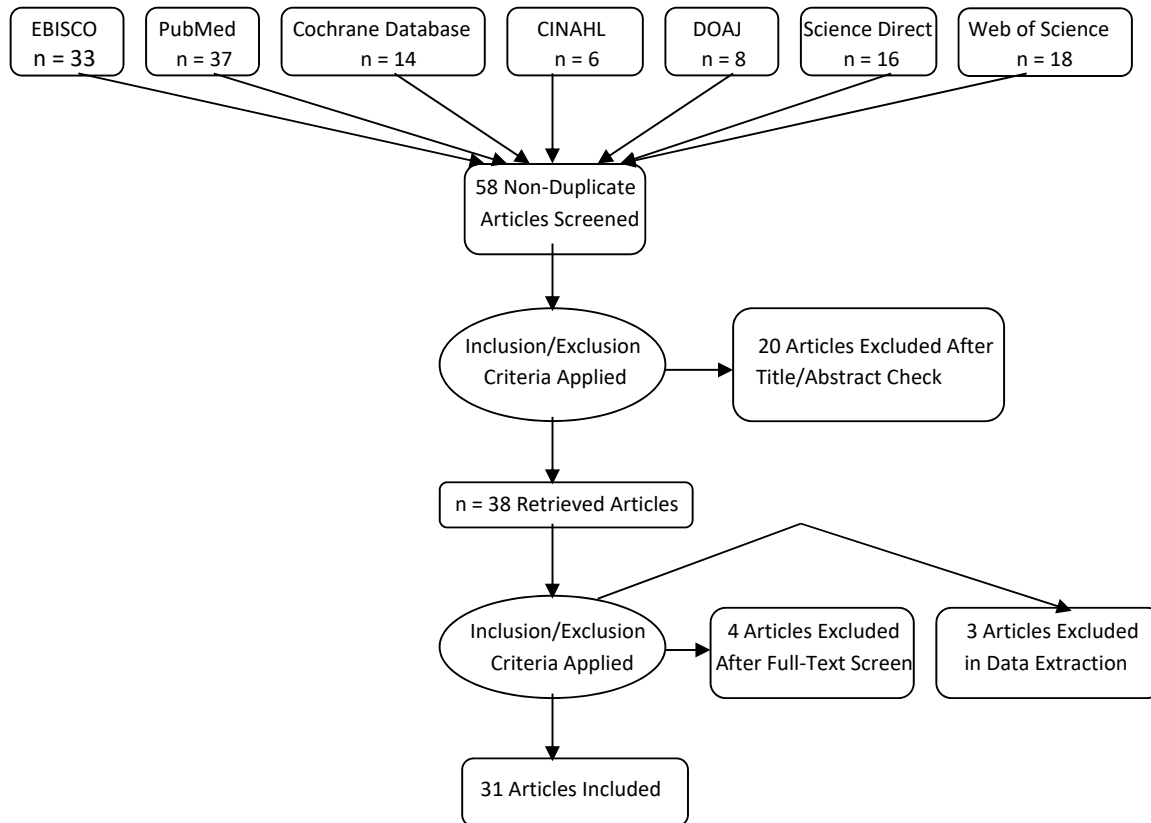 EBISCO
n = 33
PubMed
n = 37
Cochrane Database
n = 14
CINAHL
n = 6
DOAJ
n = 8
Science Direct
n = 16
Web of Science
n = 18
58 Non-Duplicate
Articles Screened
Inclusion/Exclusion
Criteria Applied
20 Articles Excluded After
Title/Abstract Check
n = 38 Retrieved Articles
Inclusion/Exclusion
Criteria Applied
4 Articles Excluded
After Full-Text Screen
3 Articles Excluded
in Data Extraction
31 Articles Included